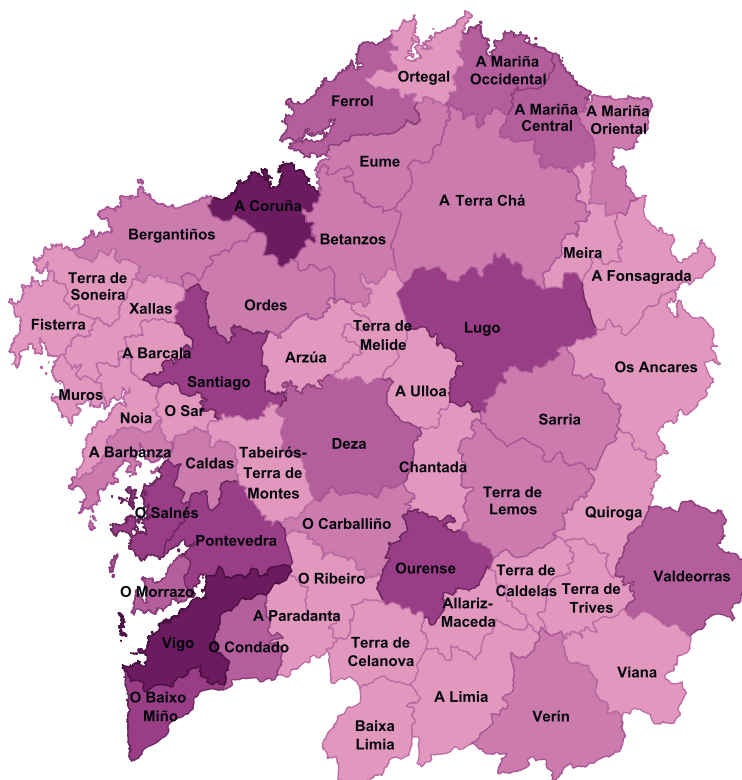 A Mariña
Occidental
Ortegal
Ferrol
A Mariña
Central
A Mariña
Oriental
Eume
A Terra Chá
A Coruña
Bergantiños
Betanzos
Meira
A Fonsagrada
Terra de
Soneira
Xallas
Ordes
Fisterra
Terra de
Melide
Lugo
A Barcala
Arzúa
Os Ancares
Santiago
Muros
A Ulloa
O Sar
Noia
Sarria
Deza
A Barbanza
Caldas
Tabeirós-
Terra de
Montes
Chantada
Terra de
Lemos
Quiroga
O Salnés
O Carballiño
Pontevedra
Ourense
O Ribeiro
Terra de
Caldelas
Terra de
Trives
Valdeorras
O Morrazo
A Paradanta
Allariz-
Maceda
Vigo
O Condado
Terra de
Celanova
Viana
O Baixo
Miño
A Limia
Verín
Baixa
Limia